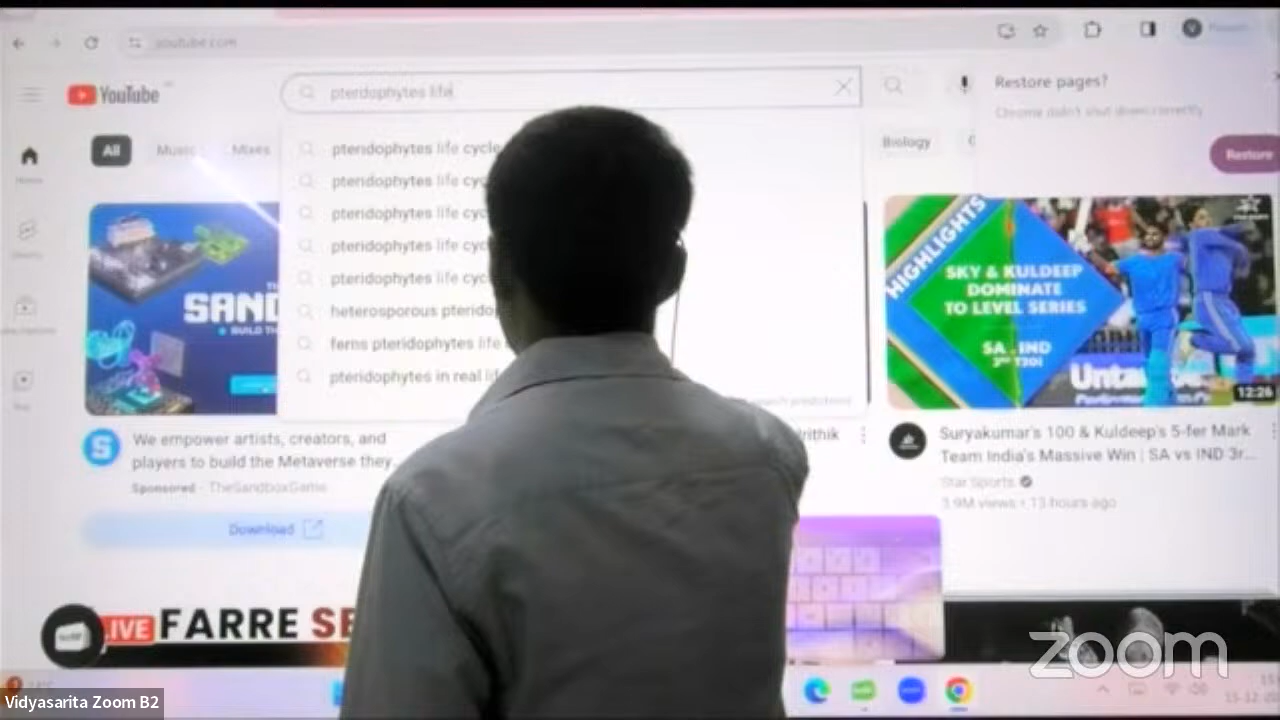 youtube.com
YouTube
pteridophytes life
Restore pages?
Chrome didn't shut down correctly
Restore
All
Music
Mixes
Biology
pteridophytes life cycle
pteridophytes life
pteridophytes life
pteridophytes life
pteridophytes life
heterosporous
ferns pteridophytes life
pteridophytes in real
Home
SAND
BUILD
HIGHLIGHTS
SKY & KULDEEP
DOMINATE
TO LEVEL SERIES
SA IND
3RD T20I
12:26
We empower artists, creators, and
players to build the Metaverse they
Sponsored · TheSandboxGame
Download
Suryakumar's 100 & Kuldeep's 5-fer Mark
Team India's Massive Win | SA vs IND 3r...
Star Sports
3.9M views • 13 hours ago
LIVE FARRE
zoom
Vidyasarita Zoom B2